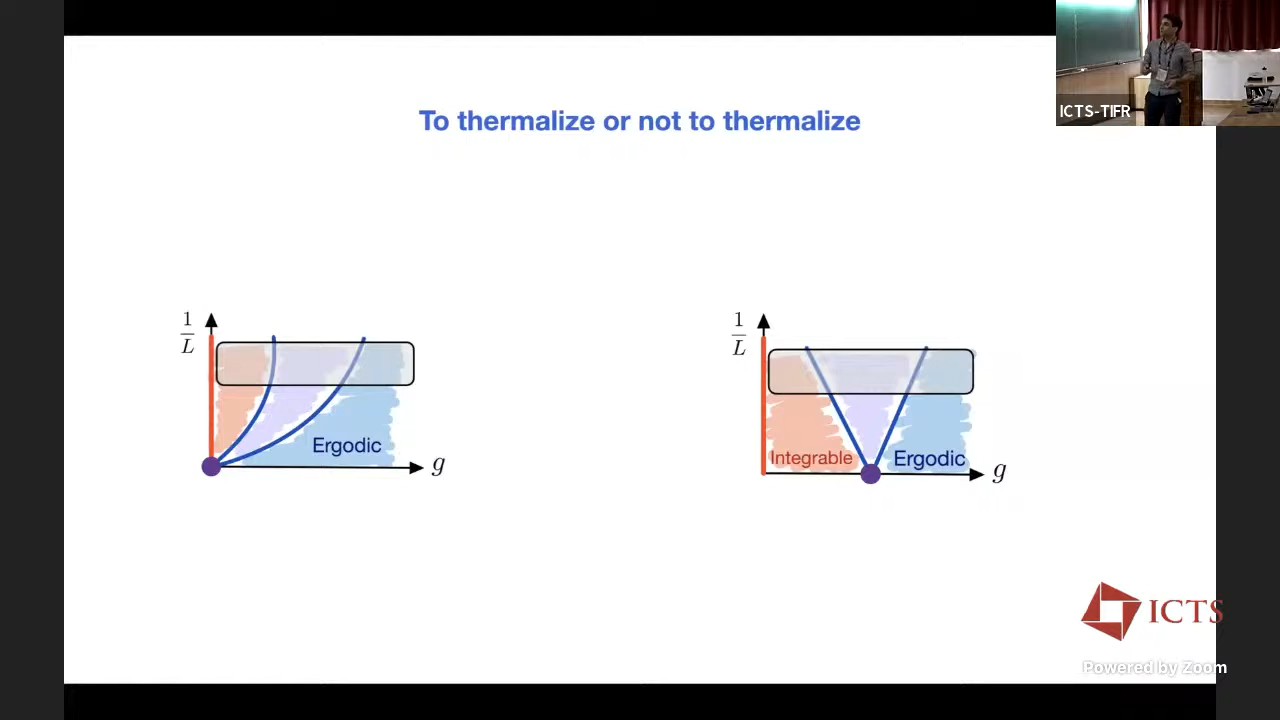 ICTS-TIFR
To thermalize or not to thermalize
1
L
Ergodic
g
1
L
Integrable
Ergodic
g
ICTS
Powered by Zoom